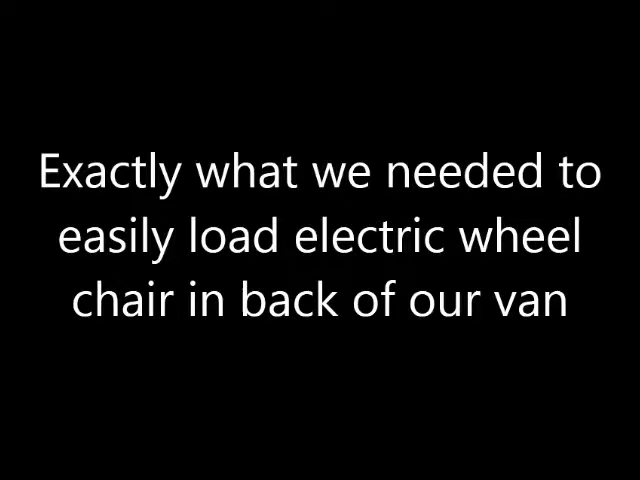 Exactly what we needed to
easily load electric wheel
chair in back of our van